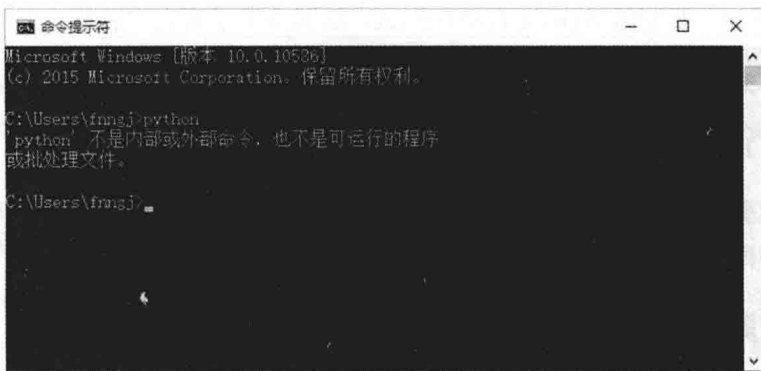 命令提示符
Microsoft Windows [版本 10.0.10586]
(c) 2015 Microsoft Corporation。保留所有权利。
C:\Users\fnngj>python
'python' 不是内部或外部命令，也不是可运行的程序
或批处理文件。
C:\Users\fnngj>